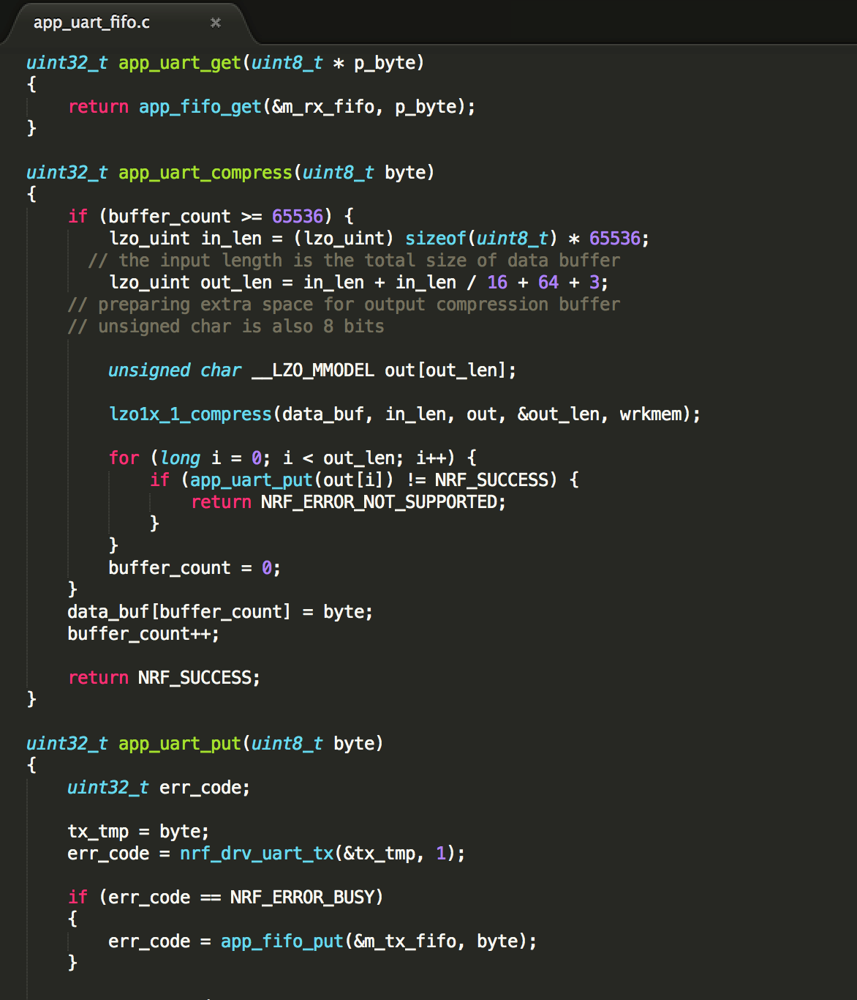 app_uart_fifo.c ×
uint32_t app_uart_get(uint8_t * p_byte)
{
    return app_fifo_get(&m_rx_fifo, p_byte);
}

uint32_t app_uart_compress(uint8_t byte)
{
    if (buffer_count >= 65536) {
        lzo_uint in_len = (lzo_uint) sizeof(uint8_t) * 65536;
      // the input length is the total size of data buffer
        lzo_uint out_len = in_len + in_len / 16 + 64 + 3;
    // preparing extra space for output compression buffer
    // unsigned char is also 8 bits

        unsigned char __LZO_MMODEL out[out_len];

        lzo1x_1_compress(data_buf, in_len, out, &out_len, wrkmem);

        for (long i = 0; i < out_len; i++) {
            if (app_uart_put(out[i]) != NRF_SUCCESS) {
                return NRF_ERROR_NOT_SUPPORTED;
            }
        }
        buffer_count = 0;
    }
    data_buf[buffer_count] = byte;
    buffer_count++;

    return NRF_SUCCESS;
}

uint32_t app_uart_put(uint8_t byte)
{
    uint32_t err_code;

    tx_tmp = byte;
    err_code = nrf_drv_uart_tx(&tx_tmp, 1);

    if (err_code == NRF_ERROR_BUSY)
    {
        err_code = app_fifo_put(&m_tx_fifo, byte);
    }